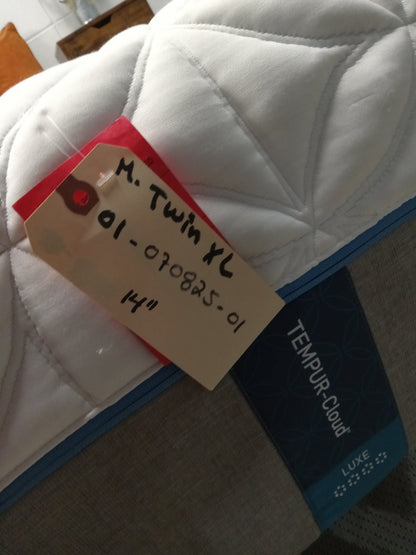 M. Twin XL
01-070825-01
14"
TEMPUR-Cloud
LUXE